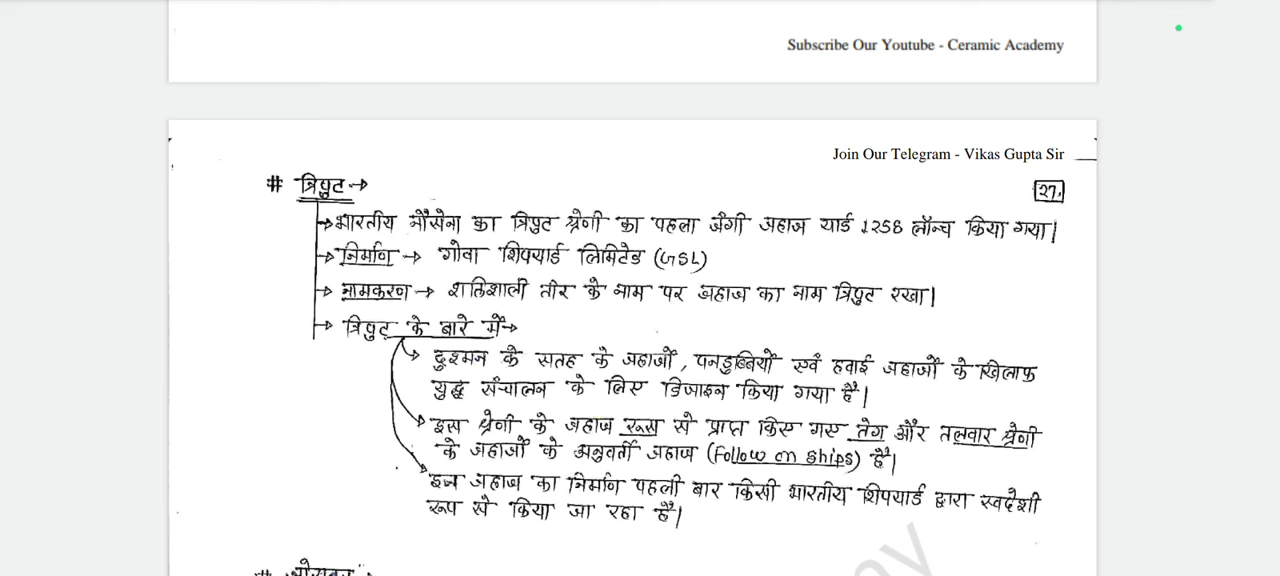 Subscribe Our Youtube - Ceramic Academy
Join Our Telegram - Vikas Gupta Sir
27.
# त्रिपुट →
→ भारतीय नौसेना का त्रिपुट श्रेणी का पहला जंगी जहाज यार्ड 1258 लॉन्च किया गया।
→ निर्माण → गोवा शिपयार्ड लिमिटेड (GSL)
→ नामकरण → शक्तिशाली तीर के नाम पर जहाज का नाम त्रिपुट रखा।
→ त्रिपुट के बारे में →
दुश्मन के सतह के जहाजों, पनडुब्बियों एवं हवाई जहाजों के खिलाफ
युद्ध संचालन के लिए डिजाइन किया गया है।
इस श्रेणी के जहाज रूस से प्राप्त किए गए तेग और तलवार श्रेणी
के जहाजों के अनुवर्ती जहाज (Follow on Ships) हैं।
इन जहाज का निर्माण पहली बार किसी भारतीय शिपयार्ड द्वारा स्वदेशी
रूप से किया जा रहा है।
#